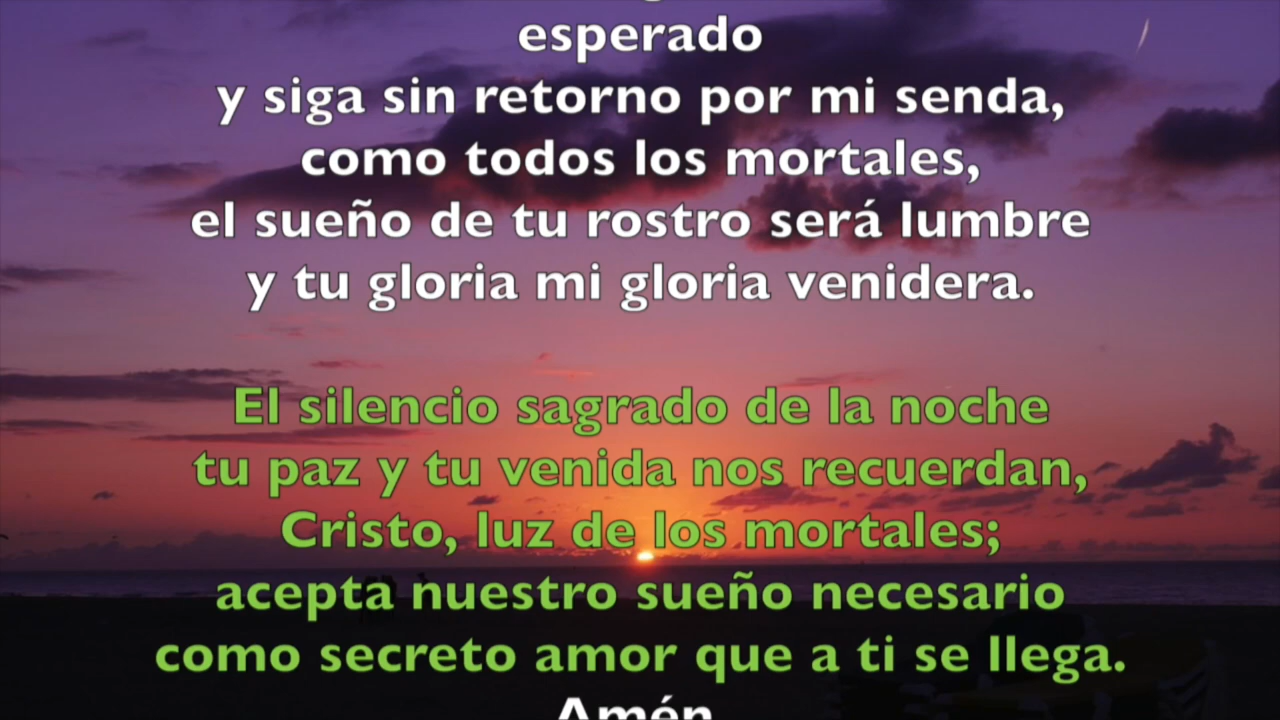 esperado
y siga sin retorno por mi senda,
como todos los mortales,
el sueño de tu rostro será lumbre
y tu gloria mi gloria venidera.
El silencio sagrado de la noche
tu paz y tu venida nos recuerdan,
Cristo, luz de los mortales;
acepta nuestro sueño necesario
como secreto amor que a ti se llega.
Amén